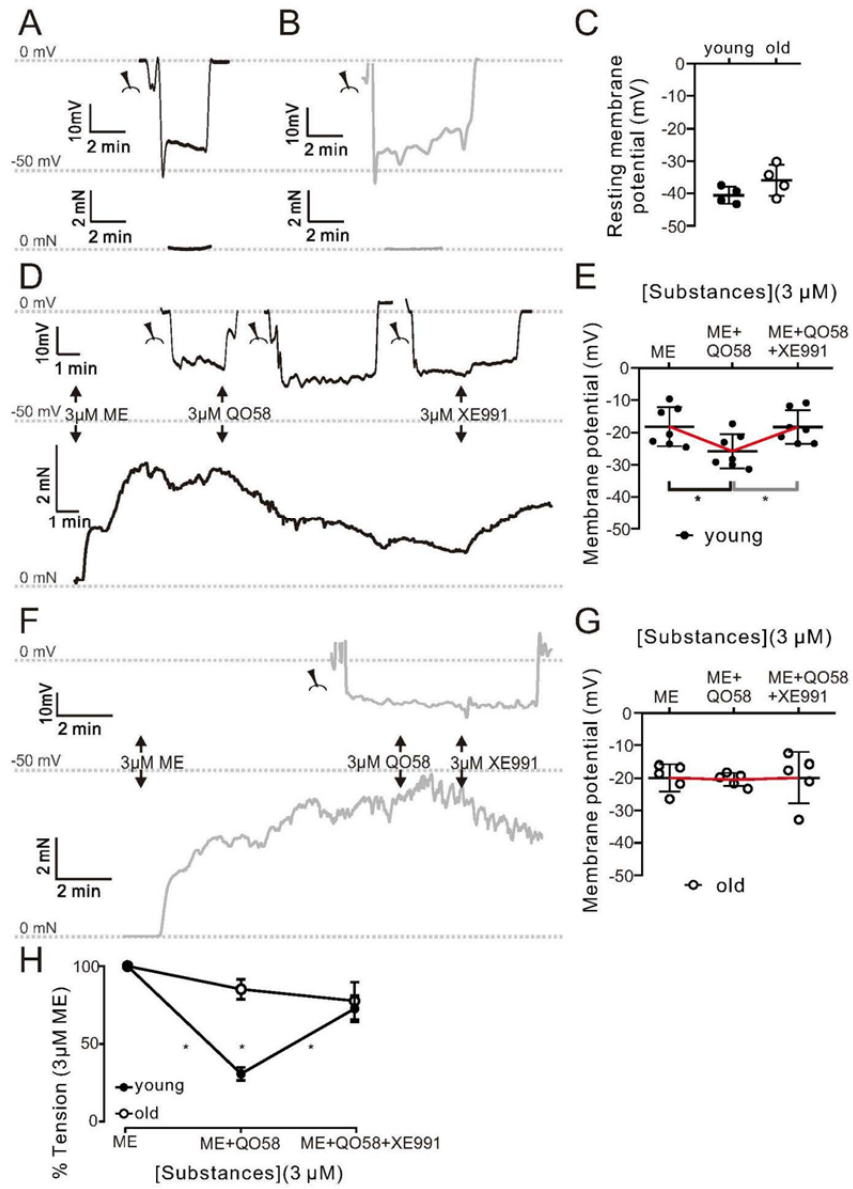 A
B
C
0 mV
10mV
2 min
10mV
2 min
-50 mV
2 mN
2 min
2 mN
2 min
0 mN
young
old
Resting membrane
potential (mV)
0
-10
-20
-30
-40
-50
D
0 mV
10mV
1 min
-50 mV
3µM ME
3µM QO58
3µM XE991
2 mN
1 min
0 mN
E
[Substances](3 µM)
ME
ME+
QO58
ME+QO58
+XE991
Membrane potential (mV)
0
-10
-20
-30
-40
-50
*
*
young
F
0 mV
10mV
2 min
-50 mV
3µM ME
3µM QO58
3µM XE991
2 mN
2 min
0 mN
G
[Substances](3 µM)
ME
ME+
QO58
ME+QO58
+XE991
Membrane potential (mV)
0
-10
-20
-30
-40
-50
old
H
% Tension (3µM ME)
100
50
0
*
*
*
young
old
ME
ME+QO58
ME+QO58+XE991
[Substances](3 µM)